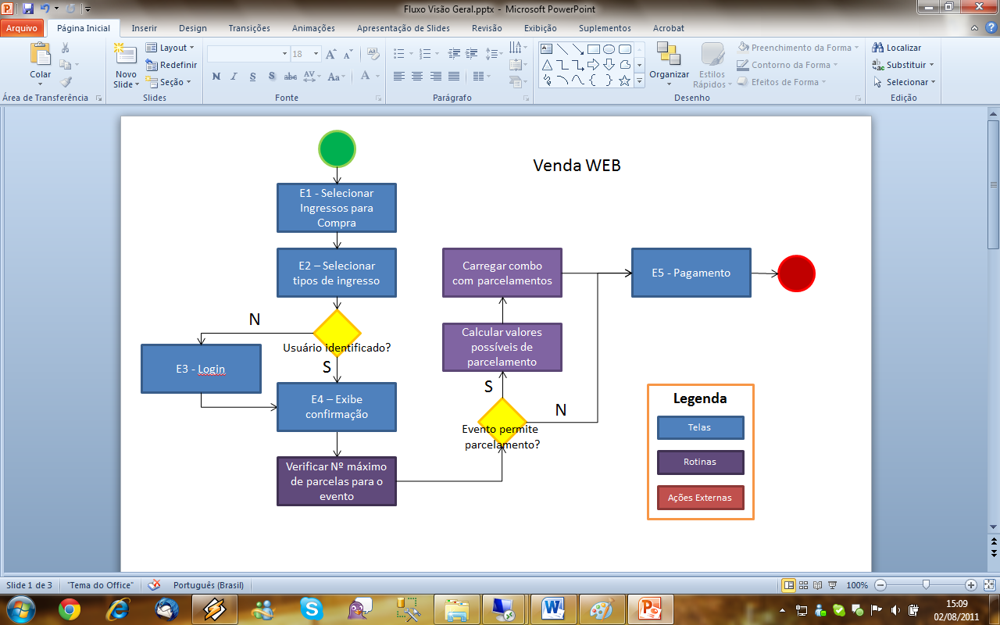 Fluxo Visão Geral.pptx - Microsoft PowerPoint
Arquivo Página Inicial Inserir Design Transições Animações Apresentação de Slides Revisão Exibição Suplementos Acrobat
Colar
Área de Transferência
Novo
Slide
Layout
Redefinir
Seção
Slides
18
Fonte
Parágrafo
Organizar
Estilos
Rápidos
Preenchimento da Forma
Contorno da Forma
Efeitos de Forma
Desenho
Localizar
Substituir
Selecionar
Edição
Venda WEB
E1 - Selecionar
Ingressos para
Compra
E2 – Selecionar
tipos de ingresso
N
Usuário identificado?
S
E3 - Login
E4 – Exibe
confirmação
Verificar Nº máximo
de parcelas para o
evento
Carregar combo
com parcelamentos
Calcular valores
possíveis de
parcelamento
S
N
Evento permite
parcelamento?
E5 - Pagamento
Legenda
Telas
Rotinas
Ações Externas
Slide 1 de 3 "Tema do Office" Português (Brasil) 100%
15:09
02/08/2011